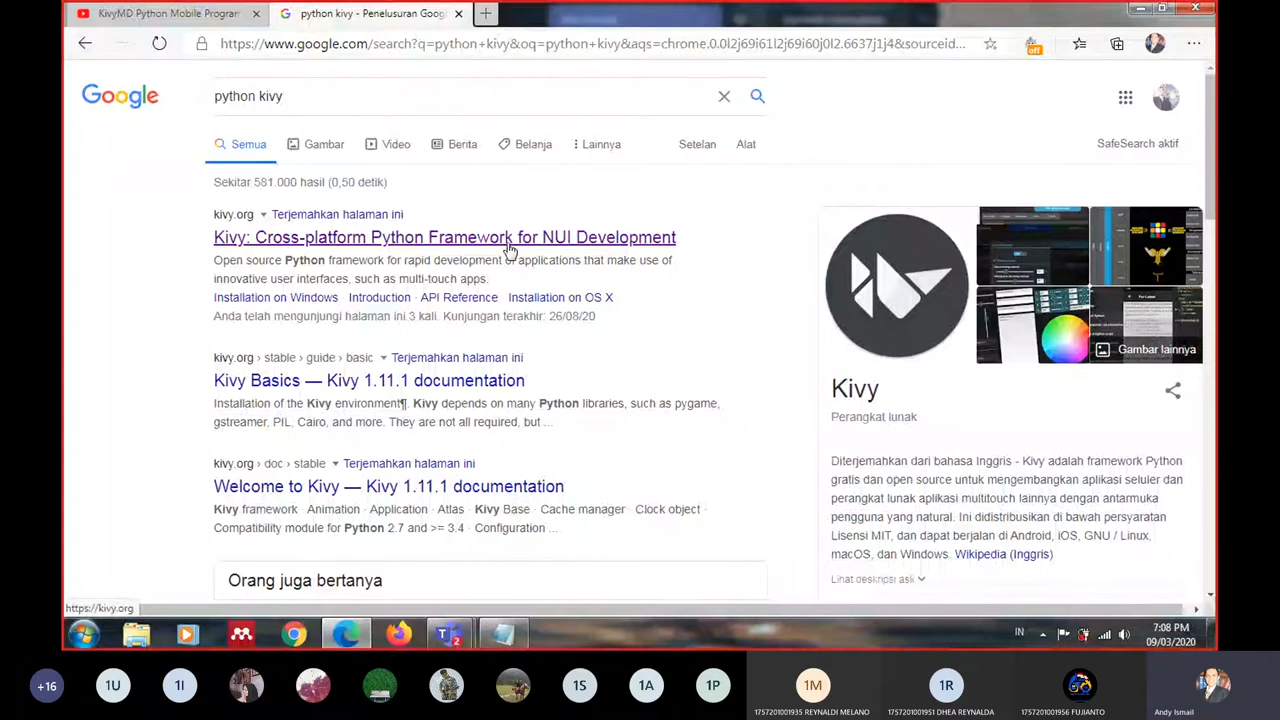 KivyMD Python Mobile Program
python kivy - Penelusuran Goog
https://www.google.com/search?q=python+kivy&oq=python+kivy&aqs=chrome.0.0l2j69i61l2j69i60j0l2.6637j1j4&sourceid...
off
Google
python kivy
Semua Gambar Video Berita Belanja Lainnya Setelan Alat SafeSearch aktif
Sekitar 581.000 hasil (0,50 detik)
kivy.org Terjemahkan halaman ini
Kivy: Cross-platform Python Framework for NUI Development
Open source Python framework for rapid development of applications that make use of
innovative user interfaces, such as multi-touch apps.
Installation on Windows · Introduction · API Reference · Installation on OS X
Anda telah mengunjungi halaman ini 3 kali. Kunjungan terakhir: 26/08/20
kivy.org › stable › guide › basic Terjemahkan halaman ini
Kivy Basics — Kivy 1.11.1 documentation
Installation of the Kivy environment¶. Kivy depends on many Python libraries, such as pygame,
gstreamer, PIL, Cairo, and more. They are not all required, but ...
kivy.org › doc › stable Terjemahkan halaman ini
Welcome to Kivy — Kivy 1.11.1 documentation
Kivy framework · Animation · Application · Atlas · Kivy Base · Cache manager · Clock object ·
Compatibility module for Python 2.7 and >= 3.4 · Configuration ...
Orang juga bertanya
Gambar lainnya
Kivy
Perangkat lunak
Diterjemahkan dari bahasa Inggris - Kivy adalah framework Python
gratis dan open source untuk mengembangkan aplikasi seluler dan
perangkat lunak aplikasi multitouch lainnya dengan antarmuka
pengguna yang natural. Ini didistribusikan di bawah persyaratan
Lisensi MIT, dan dapat berjalan di Android, iOS, GNU / Linux,
macOS, dan Windows. Wikipedia (Inggris)
Lihat deskripsi asli
https://kivy.org
2
IN
7:08 PM
09/03/2020
+16 1U 1I 1S 1A 1P 1M 1R
1757201001935 REYNALDI MELANO
1757201001951 DHEA REYNALDA
1757201001956 FUJIANTO
Andy Ismail